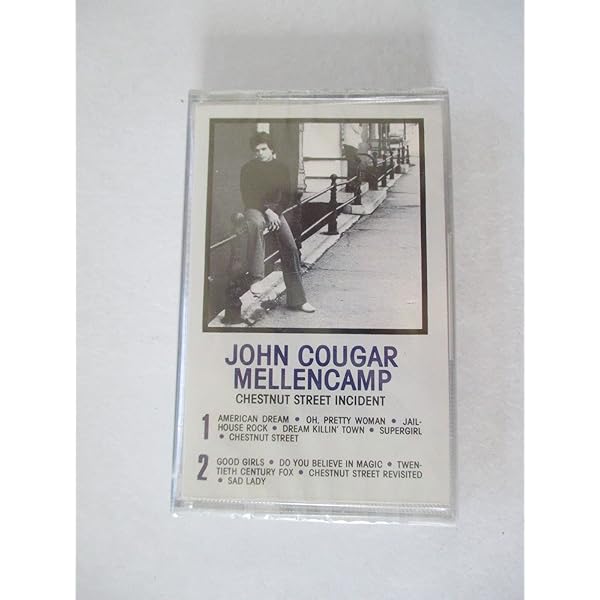 JOHN COUGAR
MELLENCAMP
CHESTNUT STREET INCIDENT
1 AMERICAN DREAM • OH, PRETTY WOMAN • JAIL-
HOUSE ROCK • DREAM KILLIN' TOWN • SUPERGIRL
• CHESTNUT STREET
2 GOOD GIRLS • DO YOU BELIEVE IN MAGIC • TWEN-
TIETH CENTURY FOX • CHESTNUT STREET REVISITED
• SAD LADY